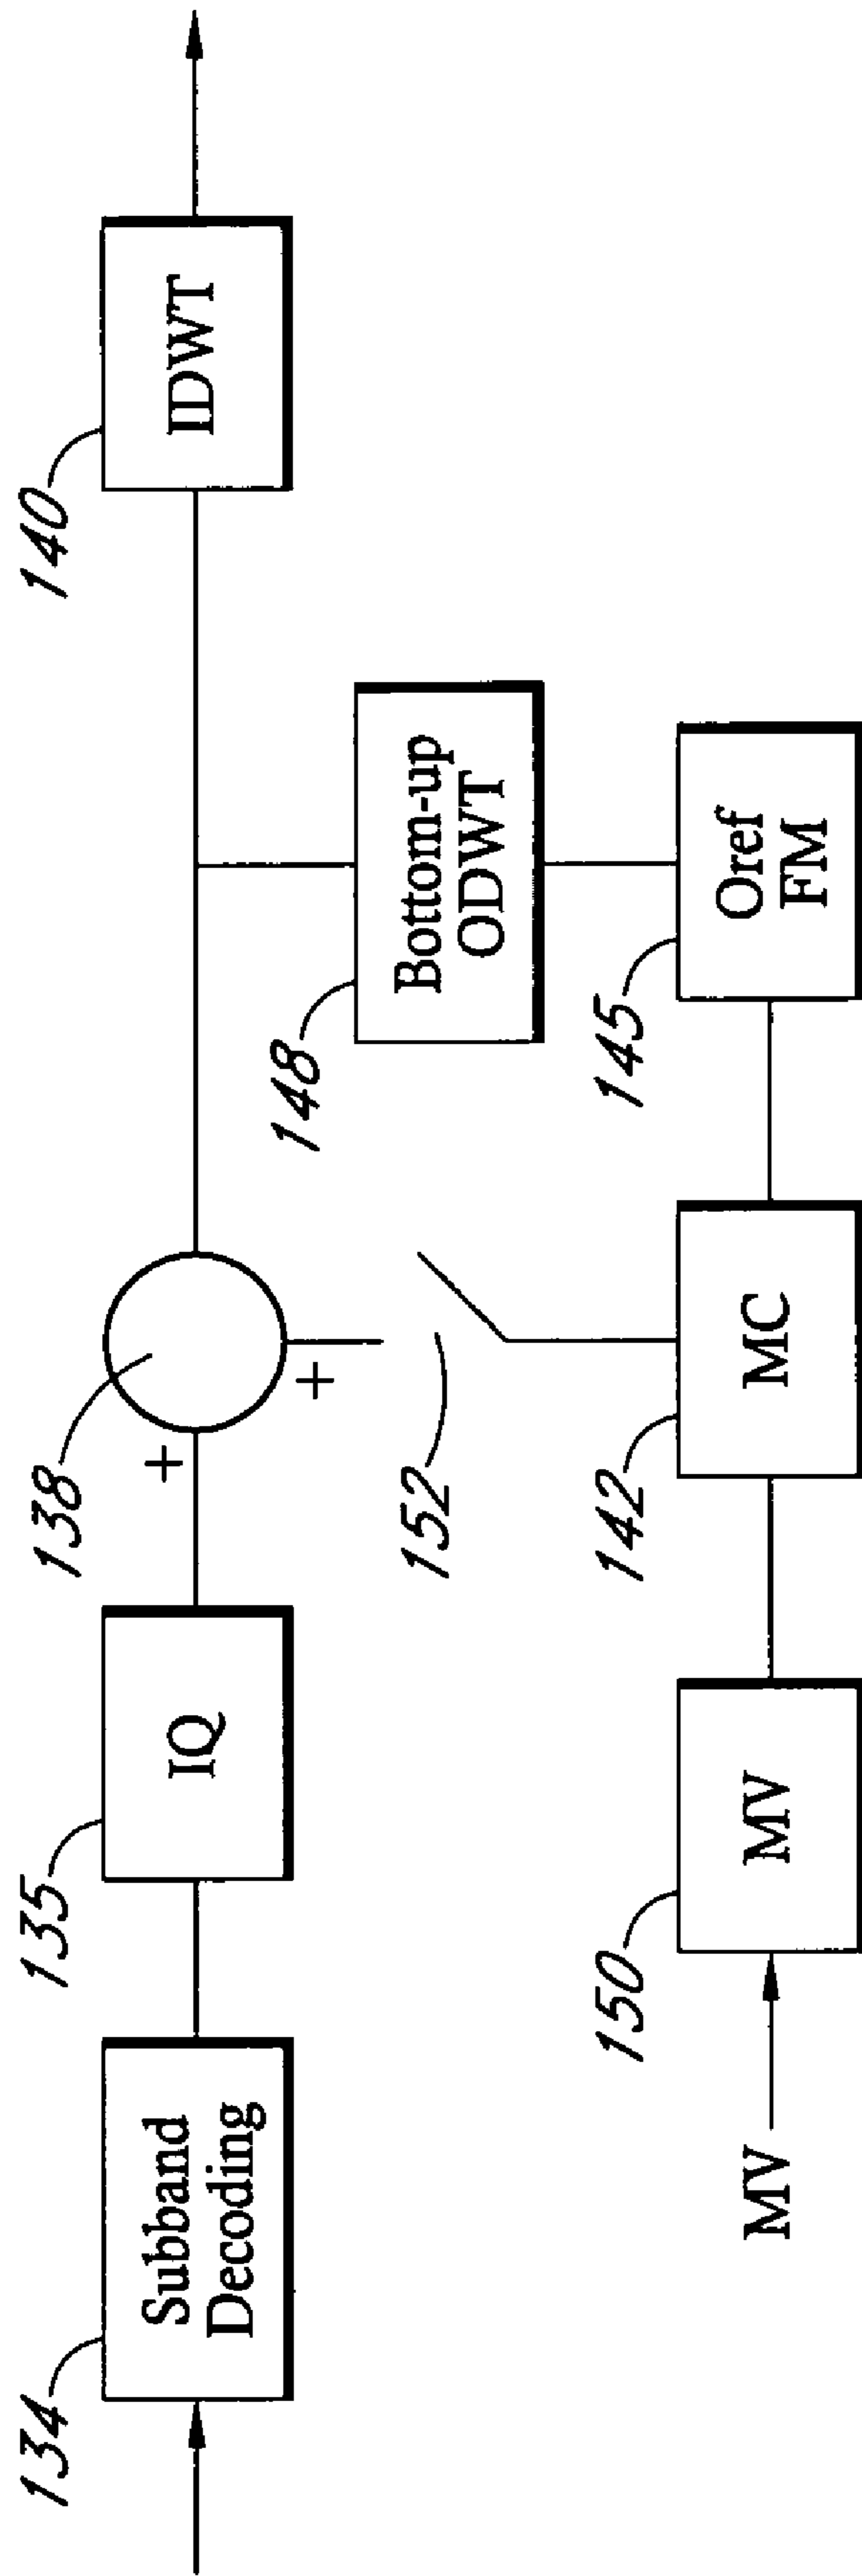 134
Subband
Decoding
135
IQ
138
+
+
140
IDWT
148
Bottom-up
ODWT
152
MV
150
MV
142
MC
145
Oref
FM